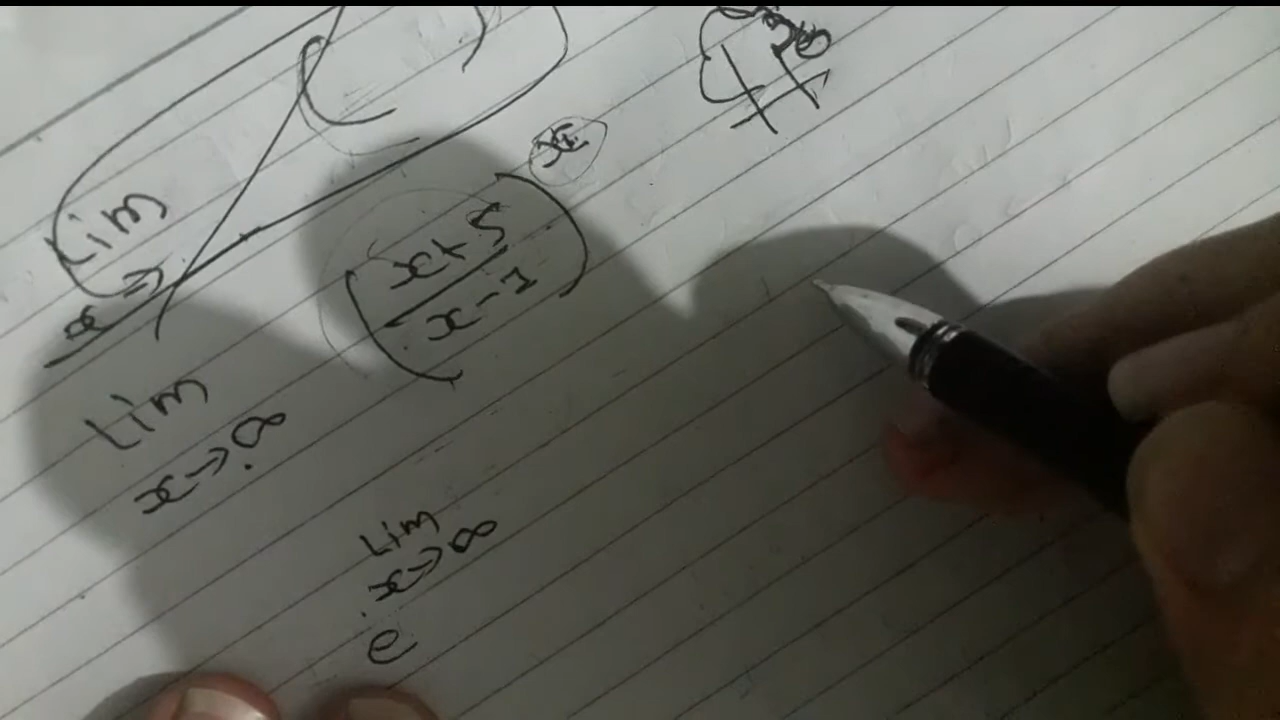 lim
x→
lim
x→∞
(x+5
x-1)^x
lim
x→∞
e